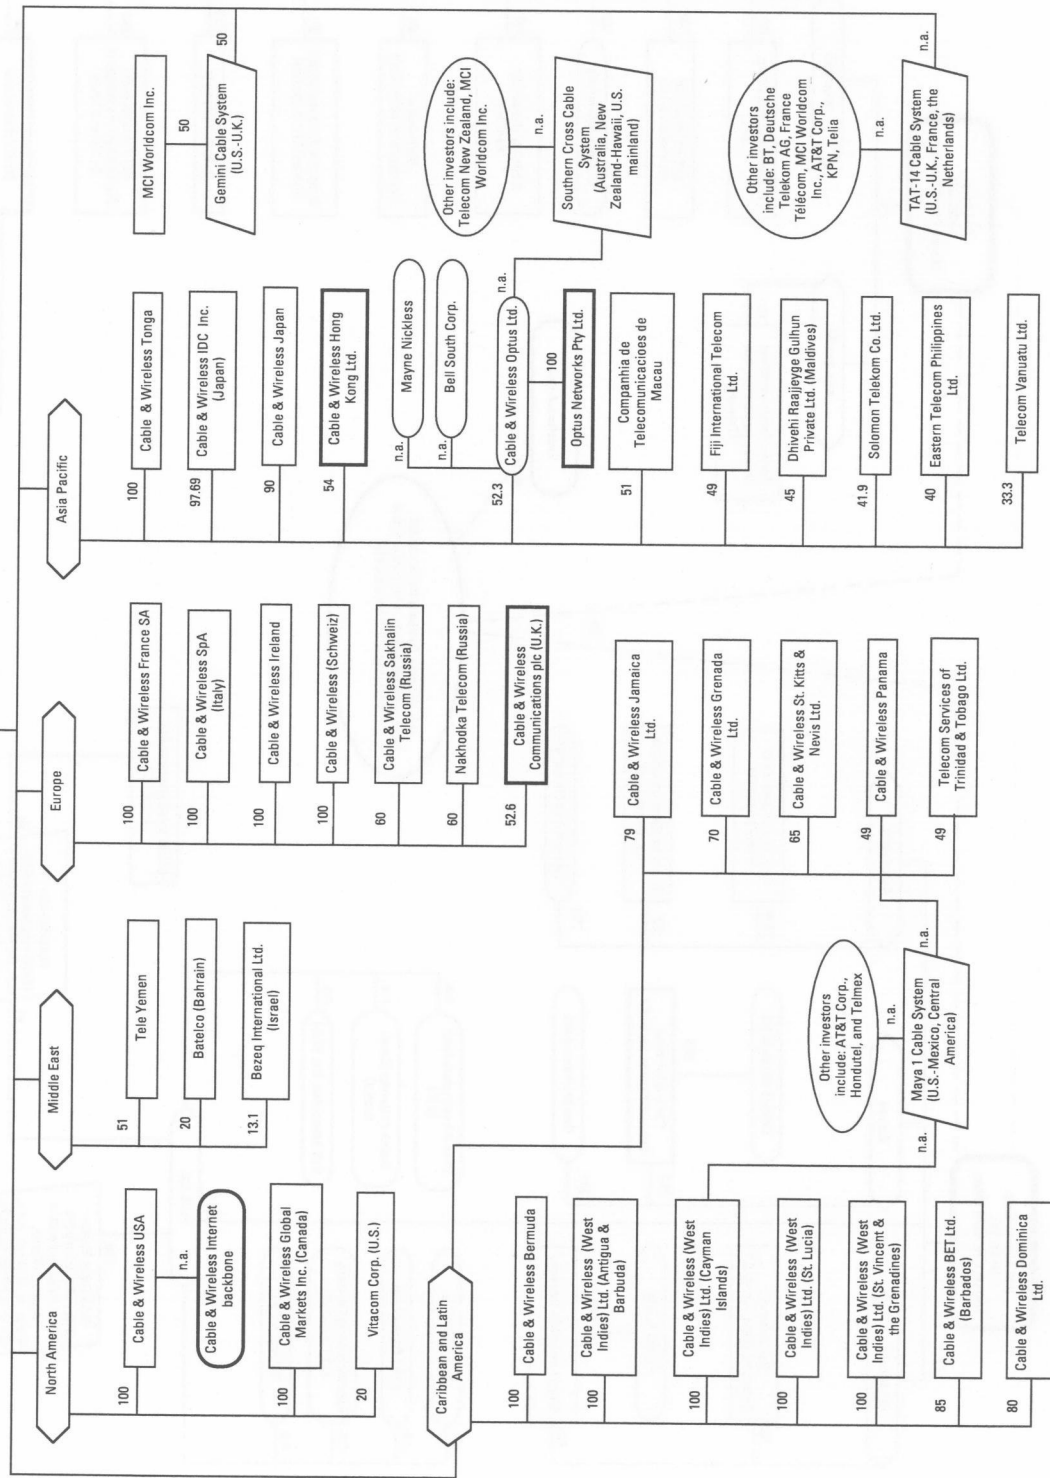 North America
100
Cable & Wireless USA
n.a.
Cable & Wireless Internet
backbone
100
Cable & Wireless Global
Markets Inc. (Canada)
20
Vitacom Corp. (U.S.)
Middle East
51
Tele Yemen
20
Batelco (Bahrain)
13.1
Bezeq International Ltd.
(Israel)
Europe
100
Cable & Wireless France SA
100
Cable & Wireless SpA
(Italy)
100
Cable & Wireless Ireland
100
Cable & Wireless (Schweiz)
60
Cable & Wireless Sakhalin
Telecom (Russia)
60
Nakhodka Telecom (Russia)
52.6
Cable & Wireless
Communications plc (U.K.)
Asia Pacific
100
Cable & Wireless Tonga
97.69
Cable & Wireless IDC Inc.
(Japan)
90
Cable & Wireless Japan
54
Cable & Wireless Hong
Kong Ltd.
n.a.
Mayne Nickless
n.a.
Bell South Corp.
52.3
Cable & Wireless Optus Ltd.
n.a.
100
Optus Networks Pty Ltd.
51
Companhia de
Telecomunicacioes de
Macau
49
Fiji International Telecom
Ltd.
45
Dhivehi Raajjeyge Gulhun
Private Ltd. (Maldives)
41.9
Solomon Telekom Co. Ltd.
40
Eastern Telecom Philippines
Ltd.
33.3
Telecom Vanuatu Ltd.
MCI Worldcom Inc.
50
50
Gemini Cable System
(U.S.-U.K.)
Other investors include:
Telecom New Zealand, MCI
Worldcom Inc.
n.a.
Southern Cross Cable
System
(Australia, New
Zealand-Hawaii, U.S.
mainland)
Other investors
include: BT, Deutsche
Telekom AG, France
Télécom, MCI Worldcom
Inc., AT&T Corp.,
KPN, Telia
n.a.
n.a.
TAT-14 Cable System
(U.S.-U.K., France, the
Netherlands)
Caribbean and Latin
America
100
Cable & Wireless Bermuda
100
Cable & Wireless (West
Indies) Ltd. (Antigua &
Barbuda)
100
Cable & Wireless (West
Indies) Ltd. (Cayman
Islands)
100
Cable & Wireless (West
Indies) Ltd. (St. Lucia)
100
Cable & Wireless (West
Indies) Ltd. (St. Vincent &
the Grenadines)
85
Cable & Wireless BET Ltd.
(Barbados)
80
Cable & Wireless Dominica
Ltd.
Other investors
include: AT&T Corp.,
Hondutel, and Telmex
n.a.
n.a.
n.a.
Maya 1 Cable System
(U.S.-Mexico, Central
America)
79
Cable & Wireless Jamaica
Ltd.
70
Cable & Wireless Grenada
Ltd.
65
Cable & Wireless St. Kitts &
Nevis Ltd.
49
Cable & Wireless Panama
49
Telecom Services of
Trinidad & Tobago Ltd.